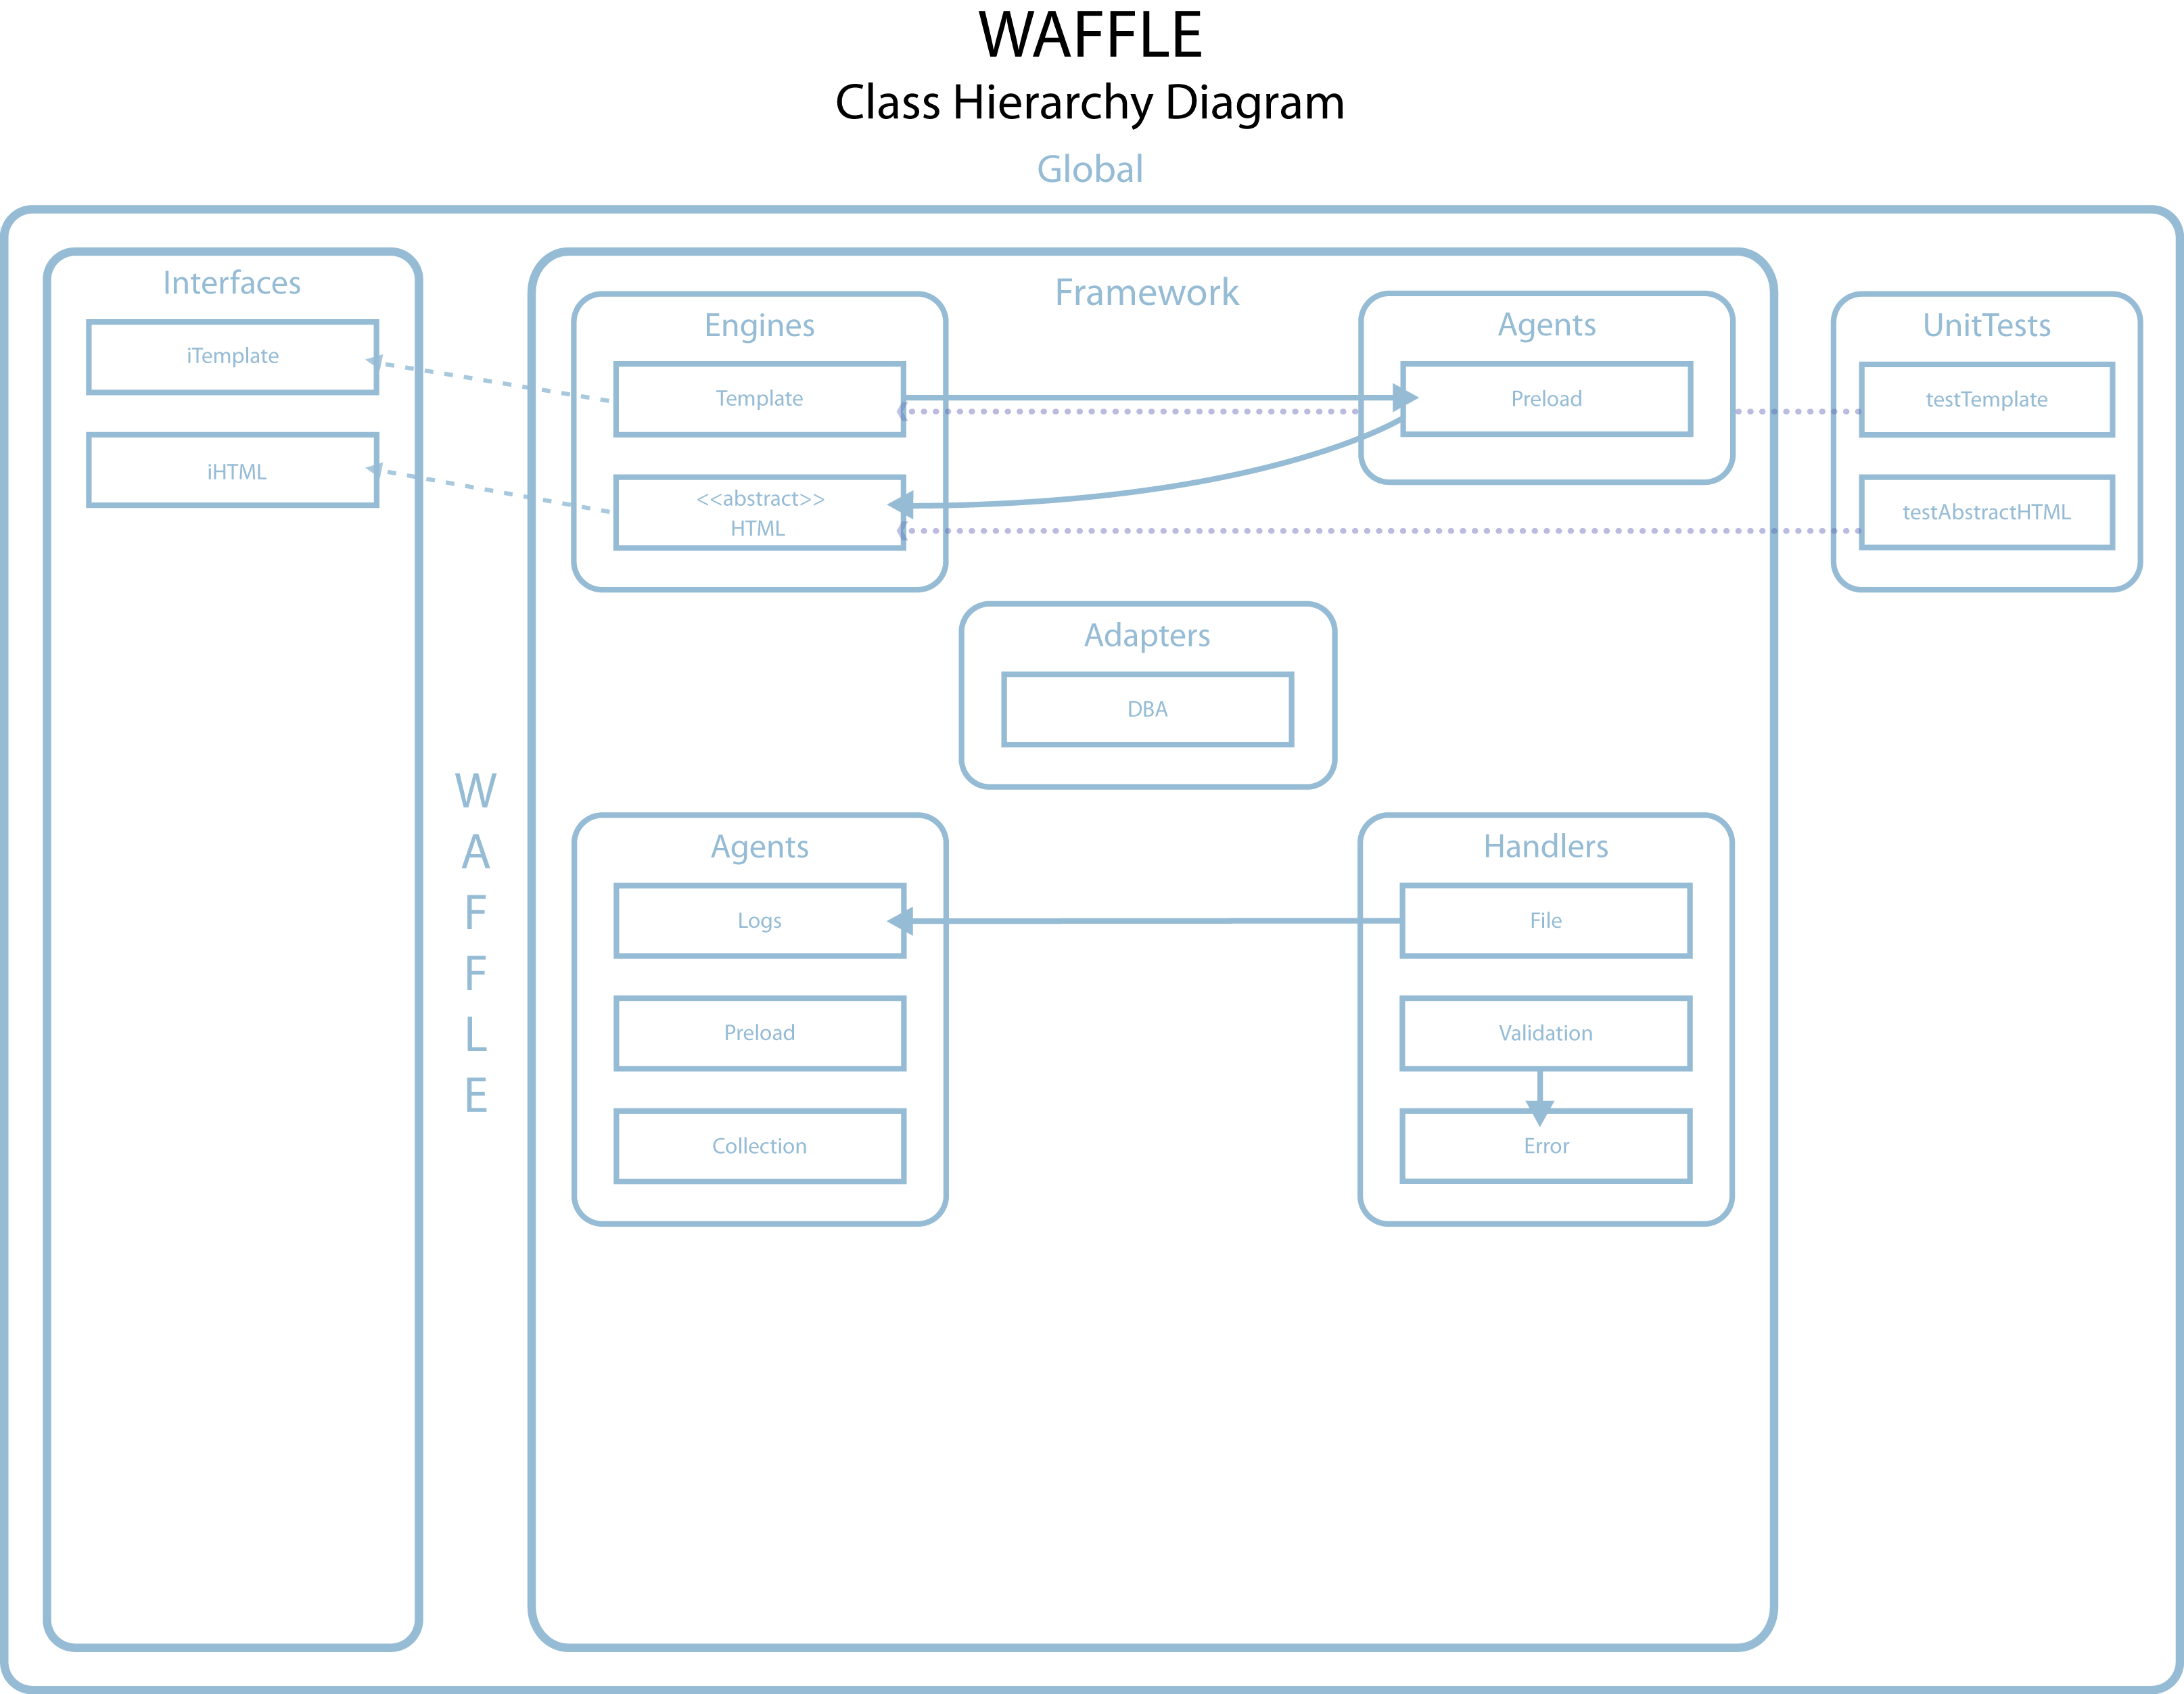 WAFFLE
Class Hierarchy Diagram
Global
Interfaces
iTemplate
iHTML
W
A
F
F
L
E
Framework
Engines
Template
<<abstract>>
HTML
Agents
Preload
Adapters
DBA
Agents
Logs
Preload
Collection
Handlers
File
Validation
Error
UnitTests
testTemplate
testAbstractHTML